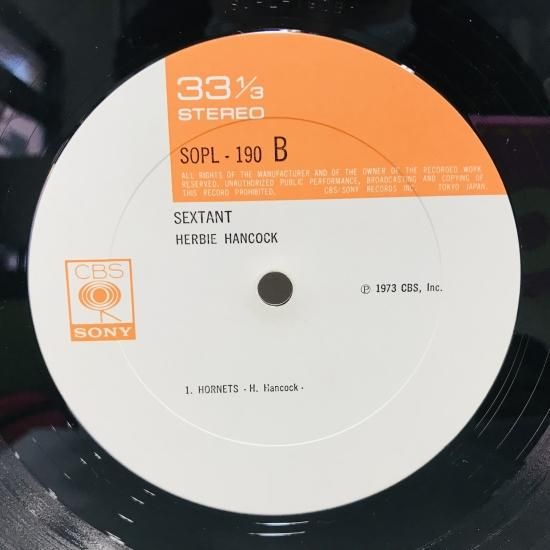 33 1/3
STEREO
SOPL - 190 B
ALL RIGHTS OF THE MANUFACTURER AND OF THE OWNER OF THE RECORDED WORK
RESERVED. UNAUTHORIZED PUBLIC PERFORMANCE, BROADCASTING AND COPYING OF
THIS RECORD PROHIBITED. CBS/SONY RECORDS INC. TOKYO JAPAN.
SEXTANT
HERBIE HANCOCK
CBS
SONY
℗ 1973 CBS, Inc.
1. HORNETS - H. Hancock -